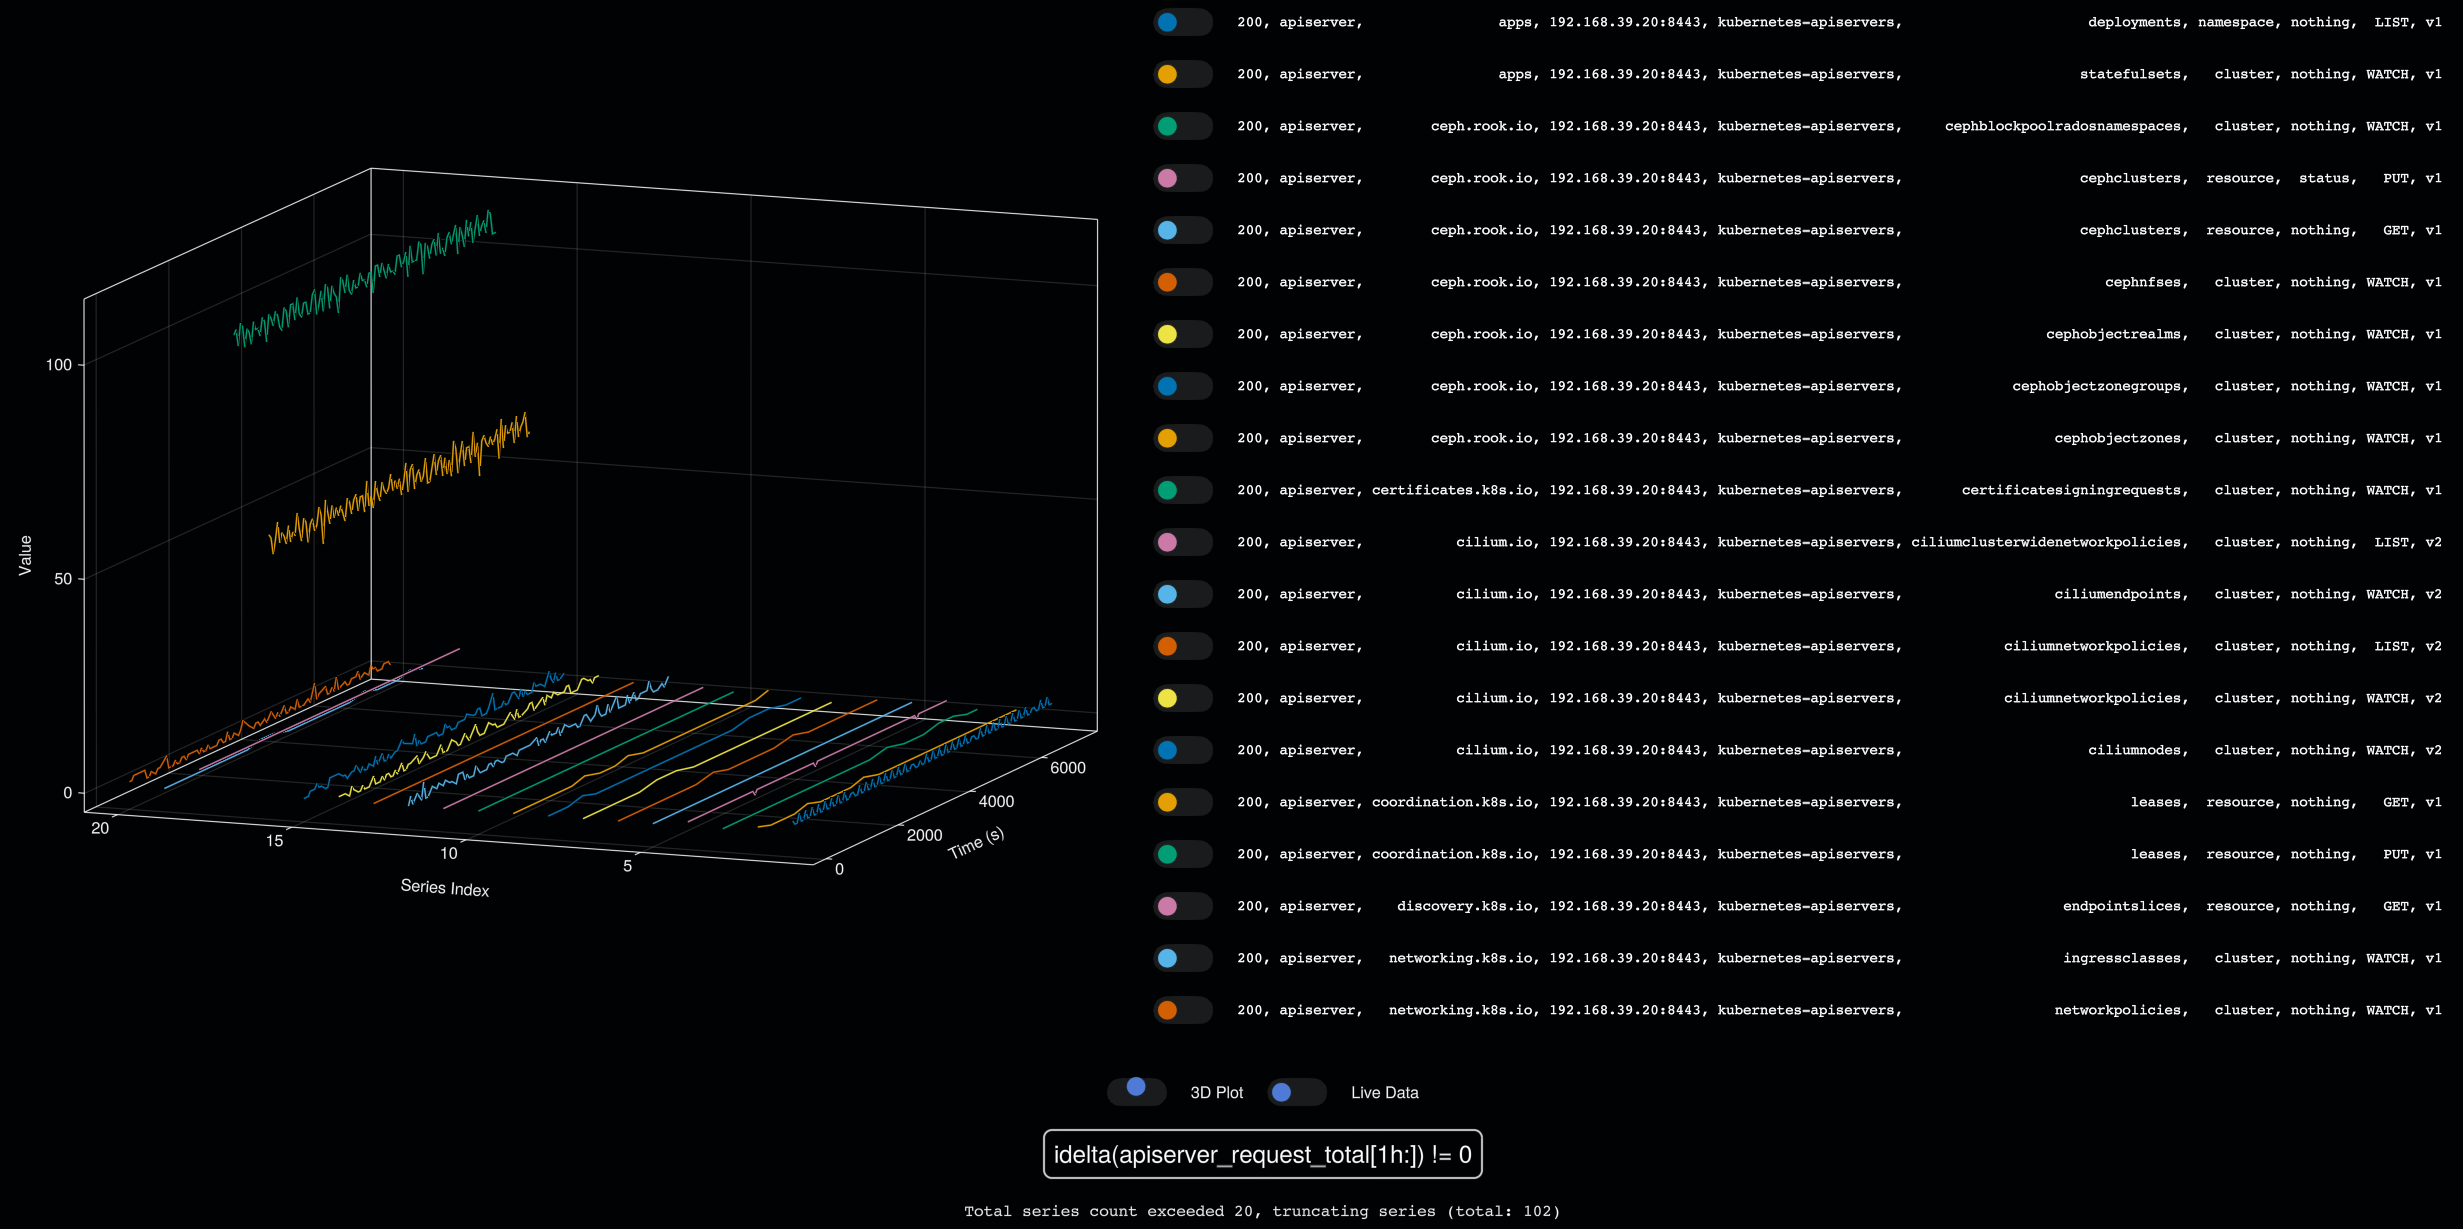 200, apiserver, apps, 192.168.39.20:8443, kubernetes-apiservers, deployments, namespace, nothing, LIST, v1
200, apiserver, apps, 192.168.39.20:8443, kubernetes-apiservers, statefulsets, cluster, nothing, WATCH, v1
200, apiserver, ceph.rook.io, 192.168.39.20:8443, kubernetes-apiservers, cephblockpoolradosnamespaces, cluster, nothing, WATCH, v1
200, apiserver, ceph.rook.io, 192.168.39.20:8443, kubernetes-apiservers, cephclusters, resource, status, PUT, v1
200, apiserver, ceph.rook.io, 192.168.39.20:8443, kubernetes-apiservers, cephclusters, resource, nothing, GET, v1
200, apiserver, ceph.rook.io, 192.168.39.20:8443, kubernetes-apiservers, cephnfses, cluster, nothing, WATCH, v1
200, apiserver, ceph.rook.io, 192.168.39.20:8443, kubernetes-apiservers, cephobjectrealms, cluster, nothing, WATCH, v1
200, apiserver, ceph.rook.io, 192.168.39.20:8443, kubernetes-apiservers, cephobjectzonegroups, cluster, nothing, WATCH, v1
200, apiserver, ceph.rook.io, 192.168.39.20:8443, kubernetes-apiservers, cephobjectzones, cluster, nothing, WATCH, v1
200, apiserver, certificates.k8s.io, 192.168.39.20:8443, kubernetes-apiservers, certificatesigningrequests, cluster, nothing, WATCH, v1
200, apiserver, cilium.io, 192.168.39.20:8443, kubernetes-apiservers, ciliumclusterwidenetworkpolicies, cluster, nothing, LIST, v2
200, apiserver, cilium.io, 192.168.39.20:8443, kubernetes-apiservers, ciliumendpoints, cluster, nothing, WATCH, v2
200, apiserver, cilium.io, 192.168.39.20:8443, kubernetes-apiservers, ciliumnetworkpolicies, cluster, nothing, LIST, v2
200, apiserver, cilium.io, 192.168.39.20:8443, kubernetes-apiservers, ciliumnetworkpolicies, cluster, nothing, WATCH, v2
200, apiserver, cilium.io, 192.168.39.20:8443, kubernetes-apiservers, ciliumnodes, cluster, nothing, WATCH, v2
200, apiserver, coordination.k8s.io, 192.168.39.20:8443, kubernetes-apiservers, leases, resource, nothing, GET, v1
200, apiserver, coordination.k8s.io, 192.168.39.20:8443, kubernetes-apiservers, leases, resource, nothing, PUT, v1
200, apiserver, discovery.k8s.io, 192.168.39.20:8443, kubernetes-apiservers, endpointslices, resource, nothing, GET, v1
200, apiserver, networking.k8s.io, 192.168.39.20:8443, kubernetes-apiservers, ingressclasses, cluster, nothing, WATCH, v1
200, apiserver, networking.k8s.io, 192.168.39.20:8443, kubernetes-apiservers, networkpolicies, cluster, nothing, WATCH, v1
100
50
0
Value
20
15
10
5
Series Index
0
2000
4000
6000
Time (s)
3D Plot
Live Data
idelta(apiserver_request_total[1h:]) != 0
Total series count exceeded 20, truncating series (total: 102)